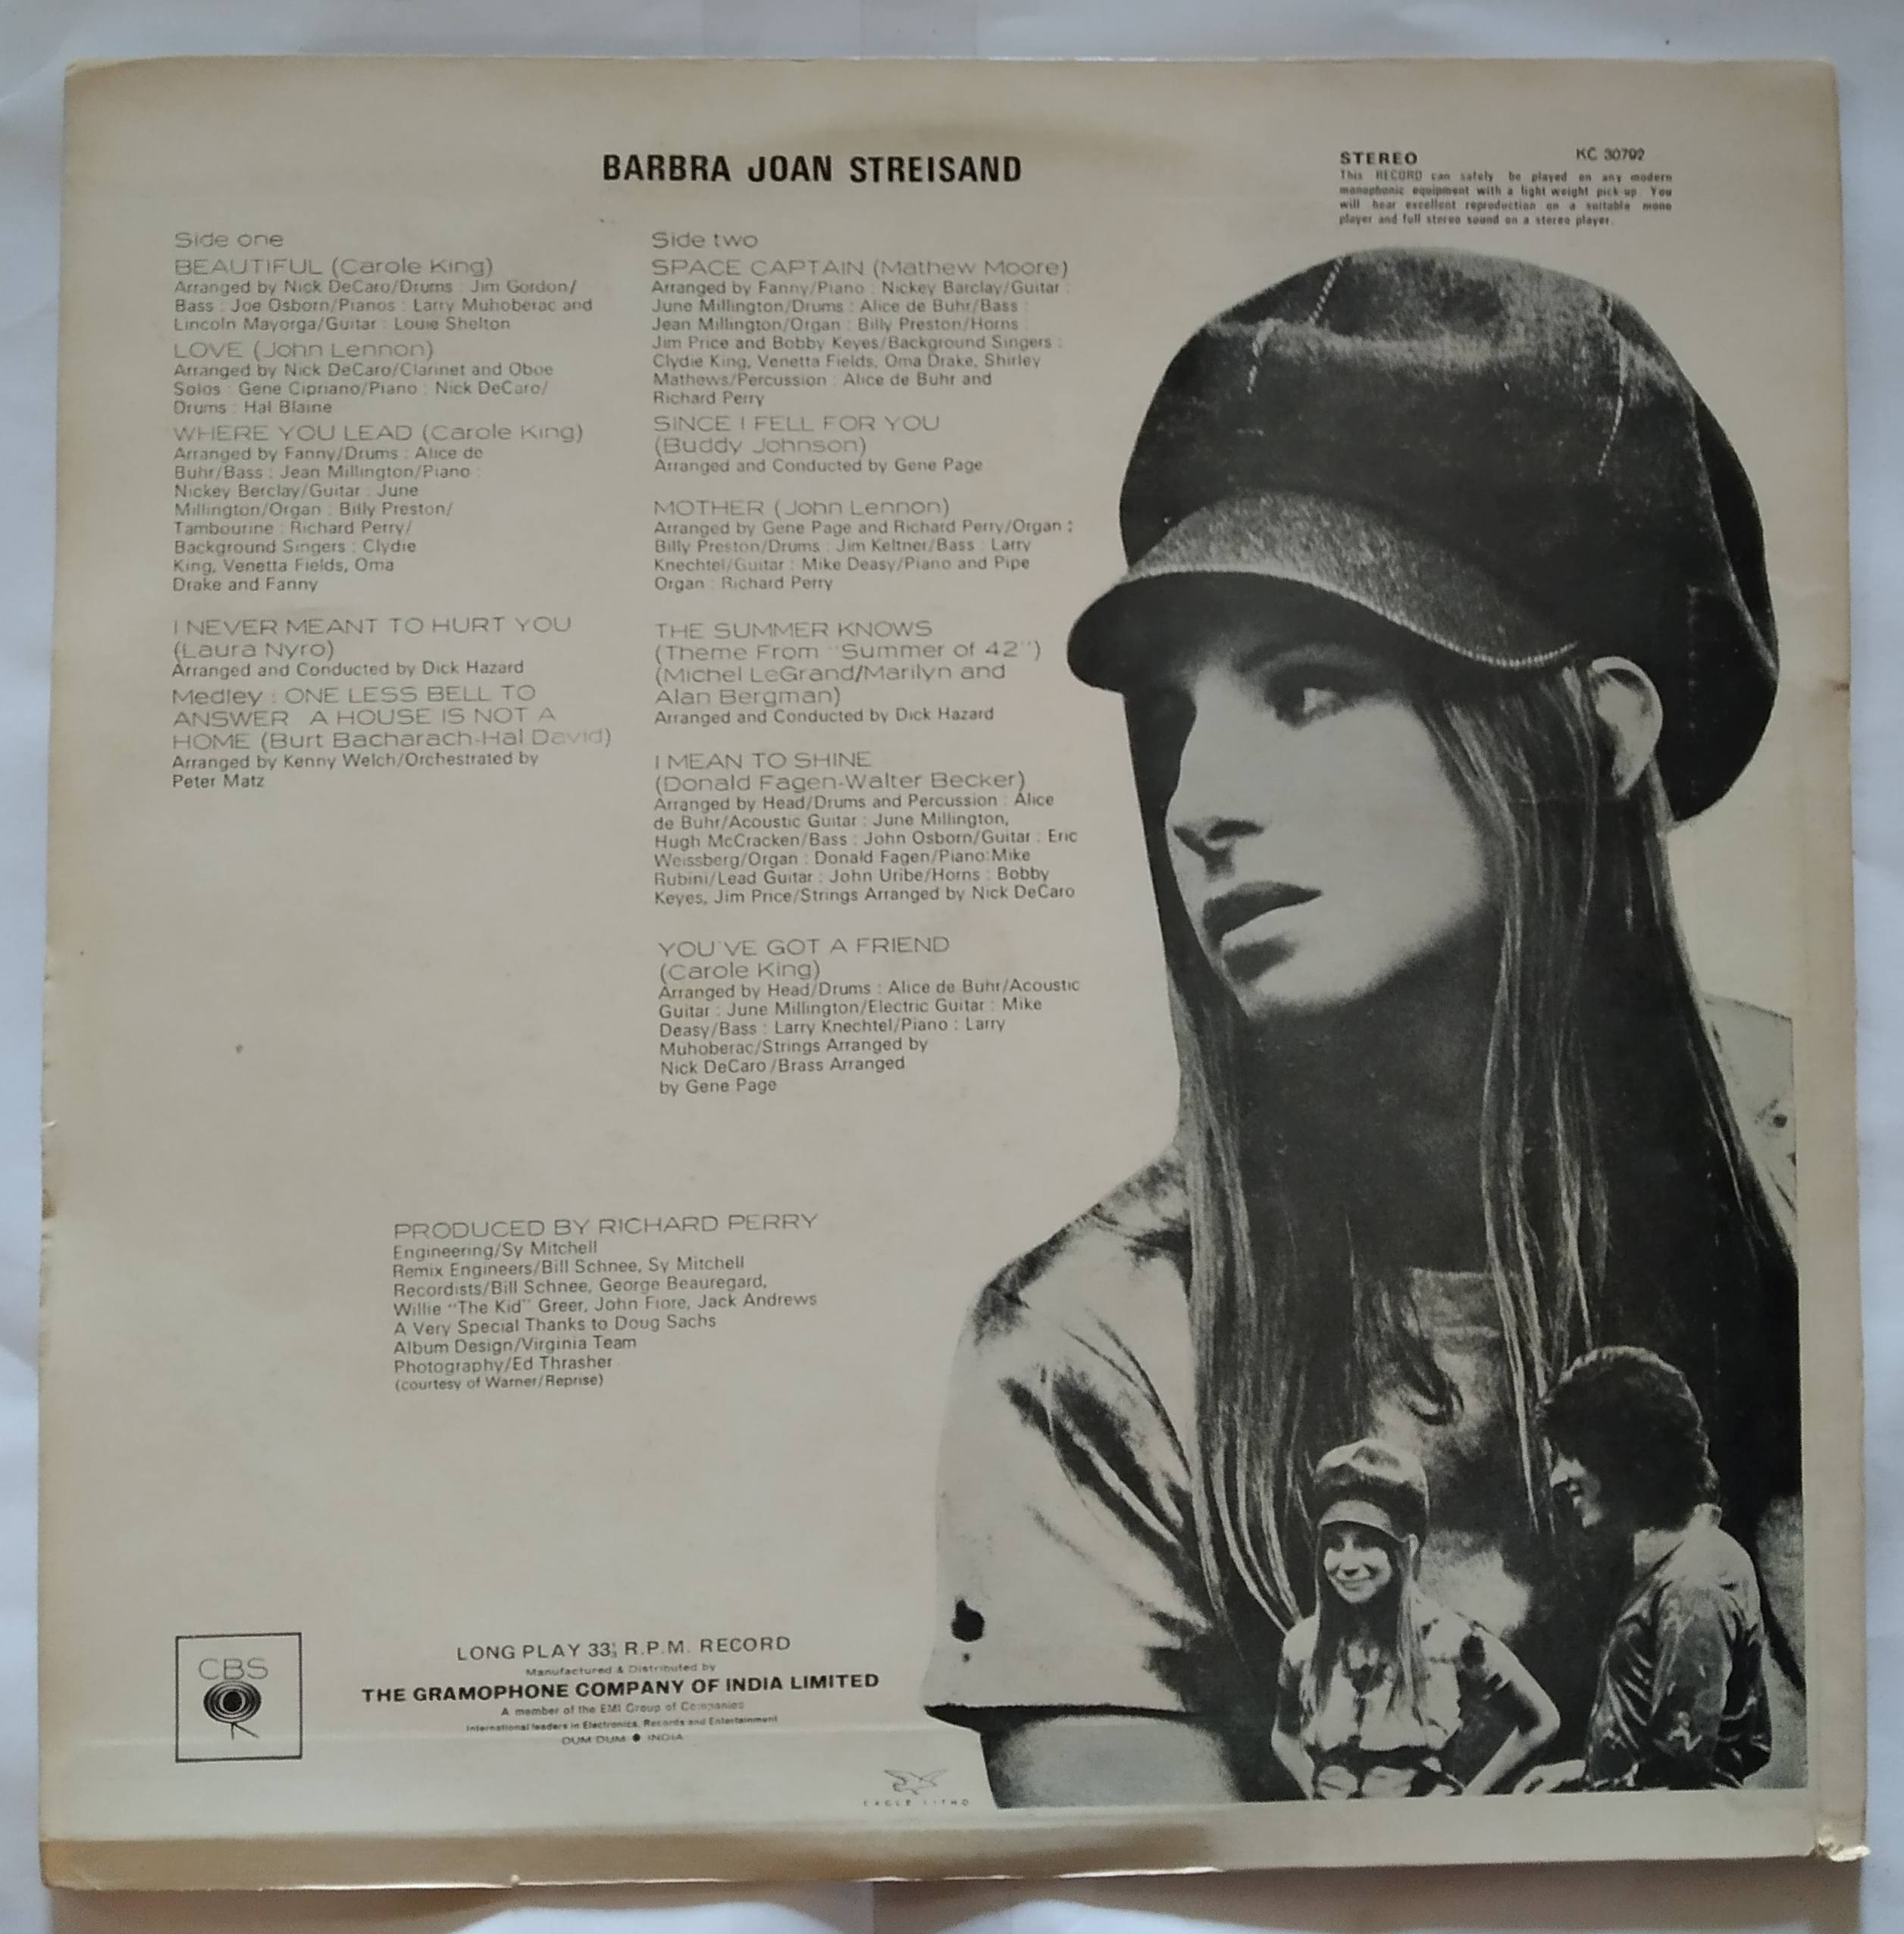 BARBRA JOAN STREISAND
STEREO KC 30792
This RECORD can safely be played on any modern
monophonic equipment with a light weight pick-up. You
will hear excellent reproduction on a suitable mono
player and full stereo sound on a stereo player.
Side one
BEAUTIFUL (Carole King)
Arranged by Nick DeCaro/Drums : Jim Gordon/
Bass : Joe Osborn/Pianos : Larry Muhoberac and
Lincoln Mayorga/Guitar : Louie Shelton
LOVE (John Lennon)
Arranged by Nick DeCaro/Clarinet and Oboe
Solos : Gene Cipriano/Piano : Nick DeCaro/
Drums : Hal Blaine
WHERE YOU LEAD (Carole King)
Arranged by Fanny/Drums : Alice de
Buhr/Bass : Jean Millington/Piano :
Nickey Berclay/Guitar : June
Millington/Organ : Billy Preston/
Tambourine : Richard Perry/
Background Singers : Clydie
King, Venetta Fields, Oma
Drake and Fanny
I NEVER MEANT TO HURT YOU
(Laura Nyro)
Arranged and Conducted by Dick Hazard
Medley : ONE LESS BELL TO
ANSWER A HOUSE IS NOT A
HOME (Burt Bacharach-Hal David)
Arranged by Kenny Welch/Orchestrated by
Peter Matz
Side two
SPACE CAPTAIN (Mathew Moore)
Arranged by Fanny/Piano : Nickey Barclay/Guitar :
June Millington/Drums : Alice de Buhr/Bass :
Jean Millington/Organ : Billy Preston/Horns :
Jim Price and Bobby Keyes/Background Singers :
Clydie King, Venetta Fields, Oma Drake, Shirley
Mathews/Percussion : Alice de Buhr and
Richard Perry
SINCE I FELL FOR YOU
(Buddy Johnson)
Arranged and Conducted by Gene Page
MOTHER (John Lennon)
Arranged by Gene Page and Richard Perry/Organ :
Billy Preston/Drums : Jim Keltner/Bass : Larry
Knechtel/Guitar : Mike Deasy/Piano and Pipe
Organ : Richard Perry
THE SUMMER KNOWS
(Theme From "Summer of 42")
(Michel LeGrand/Marilyn and
Alan Bergman)
Arranged and Conducted by Dick Hazard
I MEAN TO SHINE
(Donald Fagen-Walter Becker)
Arranged by Head/Drums and Percussion : Alice
de Buhr/Acoustic Guitar : June Millington,
Hugh McCracken/Bass : John Osborn/Guitar : Eric
Weissberg/Organ : Donald Fagen/Piano:Mike
Rubini/Lead Guitar : John Uribe/Horns : Bobby
Keyes, Jim Price/Strings Arranged by Nick DeCaro
YOU'VE GOT A FRIEND
(Carole King)
Arranged by Head/Drums : Alice de Buhr/Acoustic
Guitar : June Millington/Electric Guitar : Mike
Deasy/Bass : Larry Knechtel/Piano : Larry
Muhoberac/Strings Arranged by
Nick DeCaro/Brass Arranged
by Gene Page
PRODUCED BY RICHARD PERRY
Engineering/Sy Mitchell
Remix Engineers/Bill Schnee, Sy Mitchell
Recordists/Bill Schnee, George Beauregard,
Willie "The Kid" Greer, John Fiore, Jack Andrews
A Very Special Thanks to Doug Sachs
Album Design/Virginia Team
Photography/Ed Thrasher
(courtesy of Warner/Reprise)
CBS
LONG PLAY 33⅓ R.P.M. RECORD
Manufactured & Distributed by
THE GRAMOPHONE COMPANY OF INDIA LIMITED
A member of the EMI Group of Companies
International leaders in Electronics, Records and Entertainment
DUM DUM ● INDIA
EAGLE LITHO